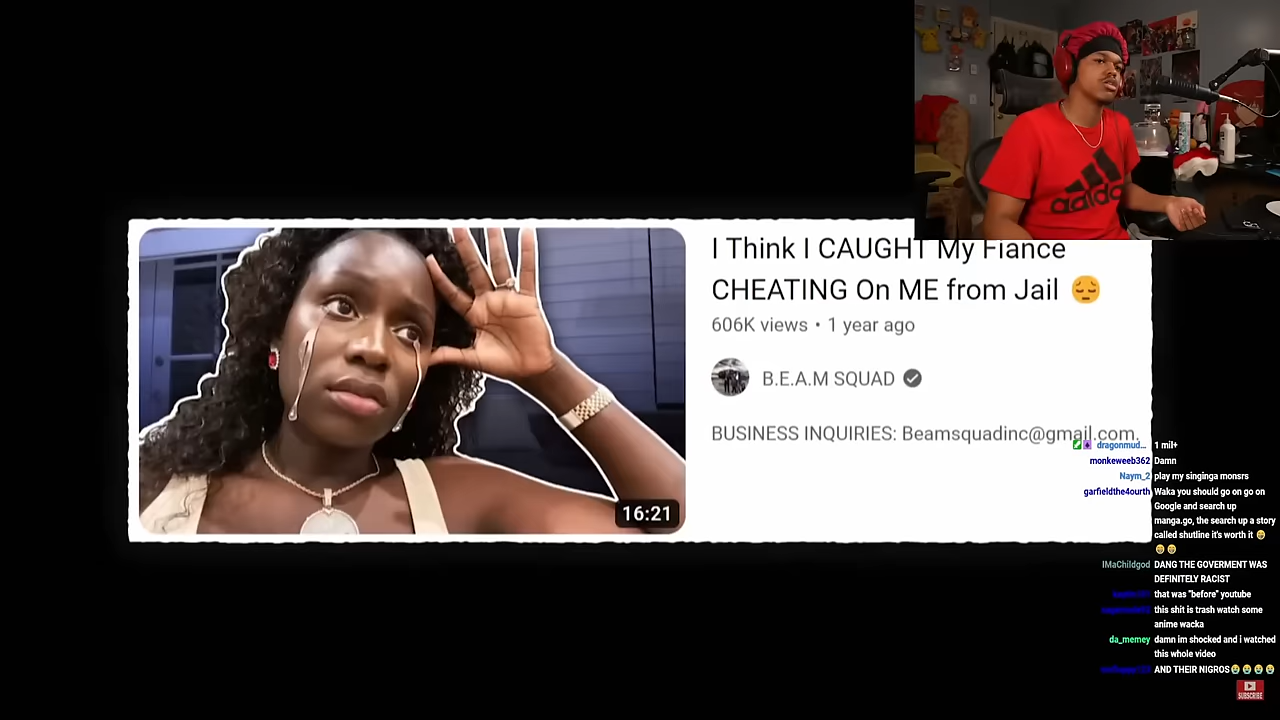 adidas
I Think I CAUGHT My Fiance
CHEATING On ME from Jail 😔
606K views • 1 year ago
B.E.A.M SQUAD
BUSINESS INQUIRIES: Beamsquadinc@gmail.com.
16:21
dragonmud... 1 mil+
monkeweeb362 Damn
Naym_2 play my singinga monsrs
garfieldthe4ourth Waka you should go on go on
Google and search up
manga.go, the search up a story
called shutline it's worth it 😄
😄 😄
IMaChildgod DANG THE GOVERMENT WAS
DEFINITELY RACIST
that was "before" youtube
this shit is trash watch some
anime wacka
da_memey damn im shocked and i watched
this whole video
AND THEIR NIGROS😭😭😭😭
SUBSCRIBE